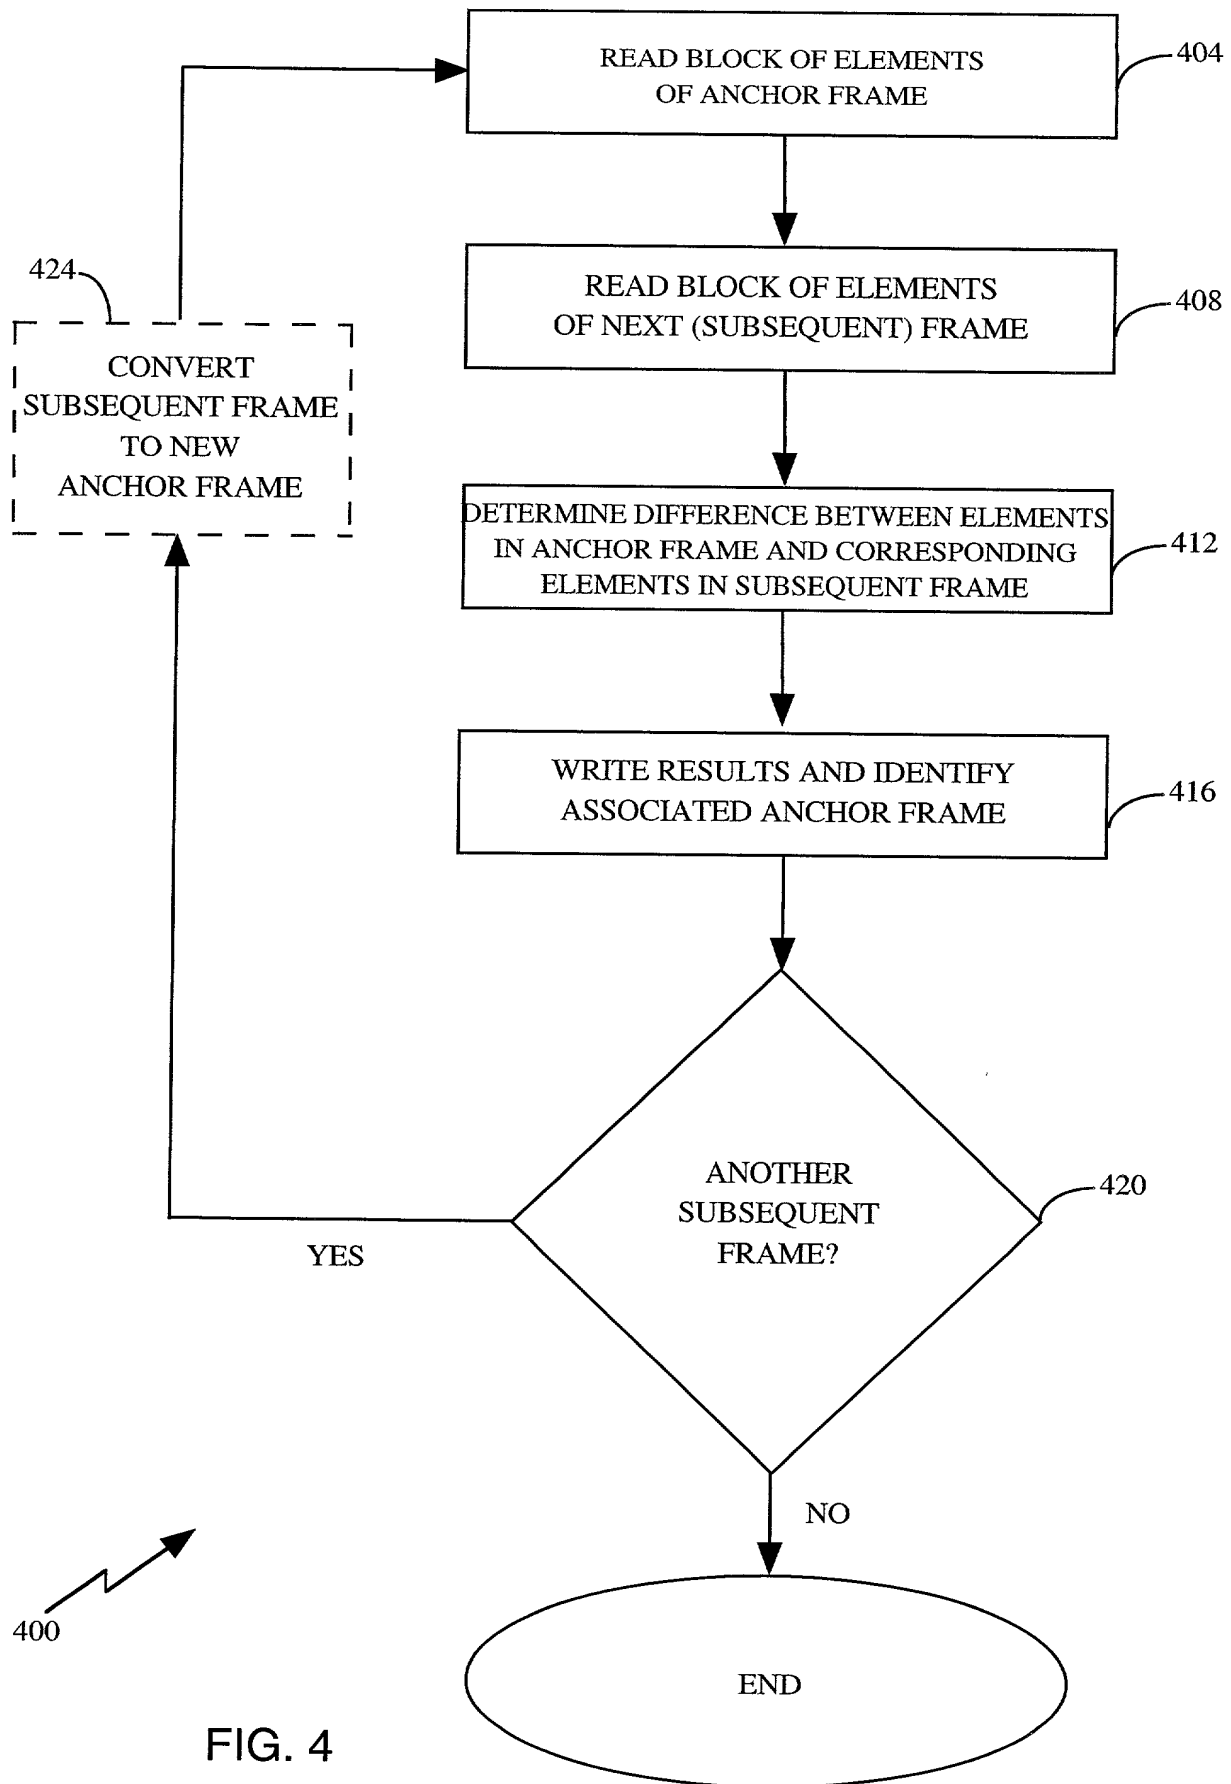 READ BLOCK OF ELEMENTS
OF ANCHOR FRAME
404
424
READ BLOCK OF ELEMENTS
OF NEXT (SUBSEQUENT) FRAME
408
CONVERT
SUBSEQUENT FRAME
TO NEW
ANCHOR FRAME
DETERMINE DIFFERENCE BETWEEN ELEMENTS
IN ANCHOR FRAME AND CORRESPONDING
ELEMENTS IN SUBSEQUENT FRAME
412
WRITE RESULTS AND IDENTIFY
ASSOCIATED ANCHOR FRAME
416
ANOTHER
SUBSEQUENT
FRAME?
420
YES
NO
400
END
FIG. 4